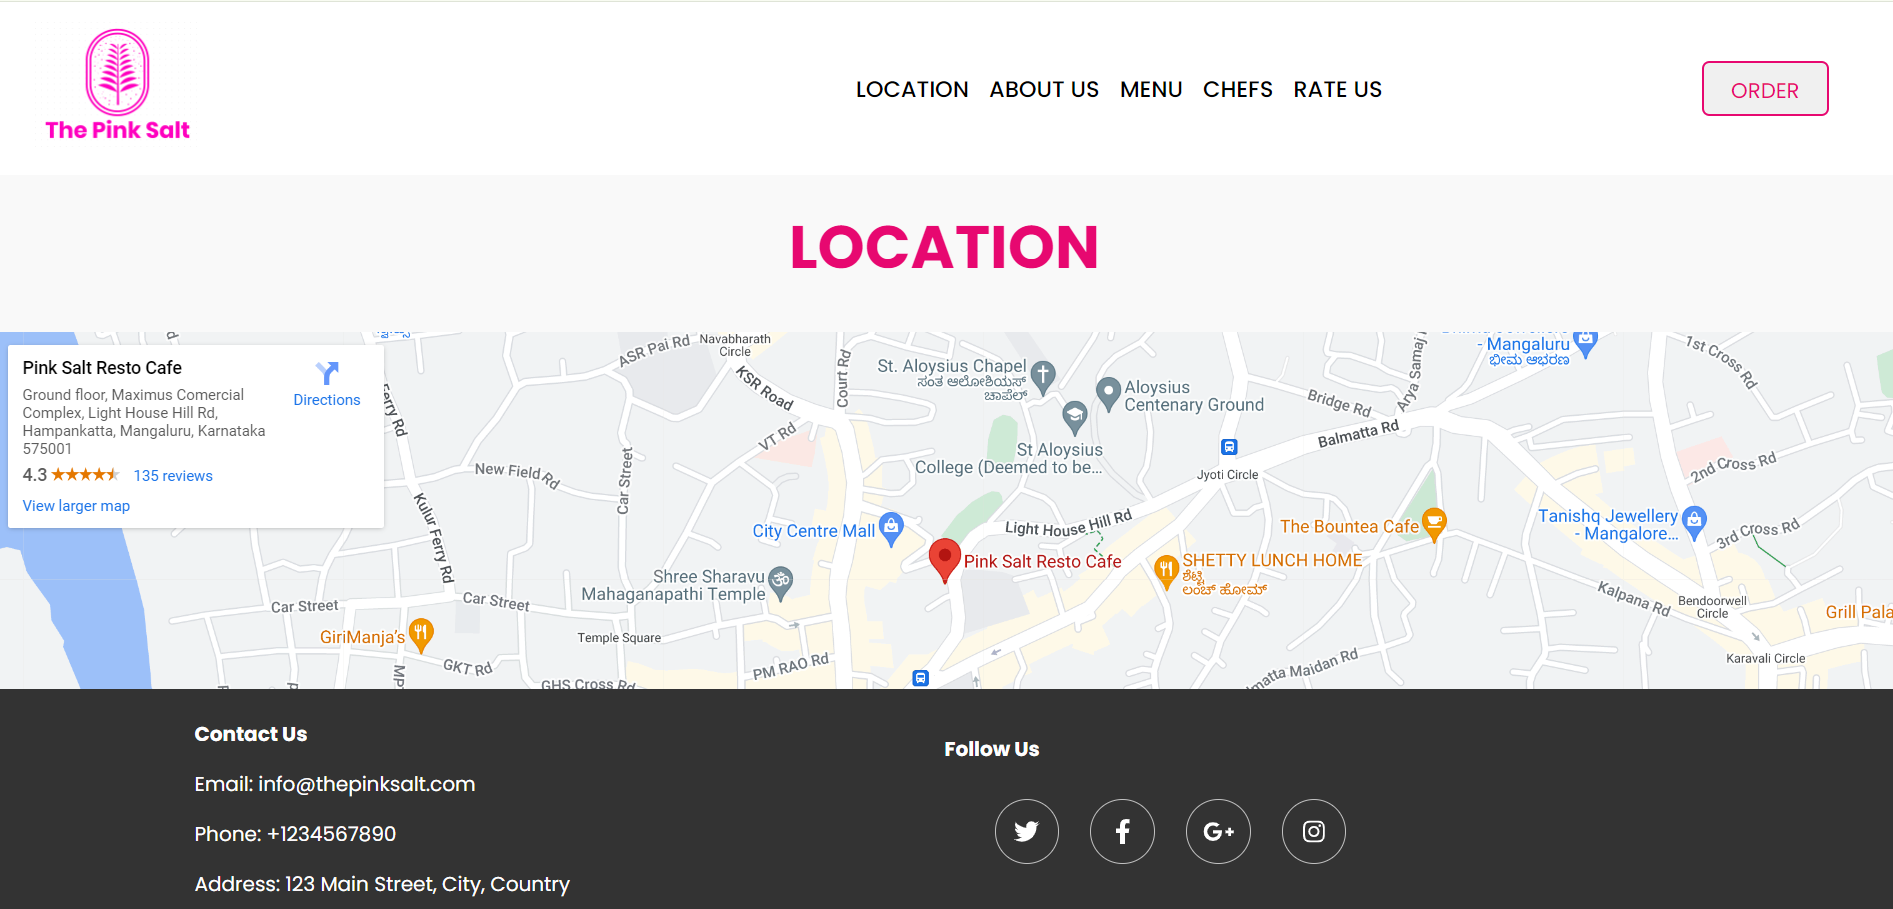 The Pink Salt
LOCATION ABOUT US MENU CHEFS RATE US
ORDER
LOCATION
Pink Salt Resto Cafe
Ground floor, Maximus Comercial
Complex, Light House Hill Rd,
Hampankatta, Mangaluru, Karnataka
575001
4.3 135 reviews
View larger map
Directions
Ferry Rd
Kulur Ferry Rd
New Field Rd
ASR Pai Rd
Navabharath
Circle
KSR Road
VT Rd
Court Rd
Car Street
St. Aloysius Chapel
ಸಂತ ಆಲೋಶಿಯಸ್
ಚಾಪೆಲ್
Aloysius
Centenary Ground
St Aloysius
College (Deemed to be...
Bridge Rd
Arya Samaj
Balmatta Rd
Jyoti Circle
- Mangaluru
ಭೀಮ ಆಭರಣ
1st Cross Rd
2nd Cross Rd
3rd Cross Rd
Tanishq Jewellery
- Mangalore...
City Centre Mall
Light House Hill Rd
The Bountea Cafe
Pink Salt Resto Cafe
SHETTY LUNCH HOME
ಶೆಟ್ಟಿ
ಲಂಚ್ ಹೋಮ್
Shree Sharavu
Mahaganapathi Temple
Car Street
Car Street
GiriManja's
Temple Square
GKT Rd
PM RAO Rd
GHS Cross Rd
Kalpana Rd
Bendoorwell
Circle
Grill Pala
Karavali Circle
lmatta Maidan Rd
Contact Us
Email: info@thepinksalt.com
Phone: +1234567890
Address: 123 Main Street, City, Country
Follow Us